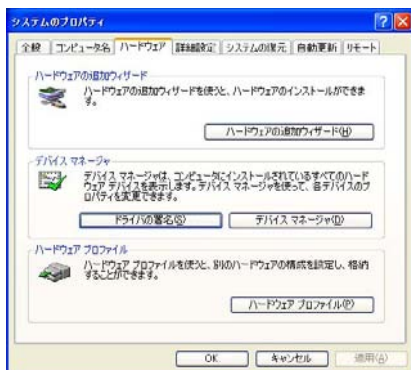 システムのプロパティ
全般 コンピュータ名 ハードウェア 詳細設定 システムの復元 自動更新 リモート
ハードウェアの追加ウィザード
ハードウェアの追加ウィザードを使うと、ハードウェアのインストールができま
す。
ハードウェアの追加ウィザード(H)
デバイス マネージャ
デバイス マネージャは、コンピュータにインストールされているすべてのハード
ウェア デバイスを表示します。デバイス マネージャを使って、各デバイスのプ
ロパティを変更できます。
ドライバの署名(S) デバイス マネージャ(D)
ハードウェア プロファイル
ハードウェア プロファイルを使うと、別のハードウェアの構成を設定し、格納
することができます。
ハードウェア プロファイル(P)
OK キャンセル 適用(A)